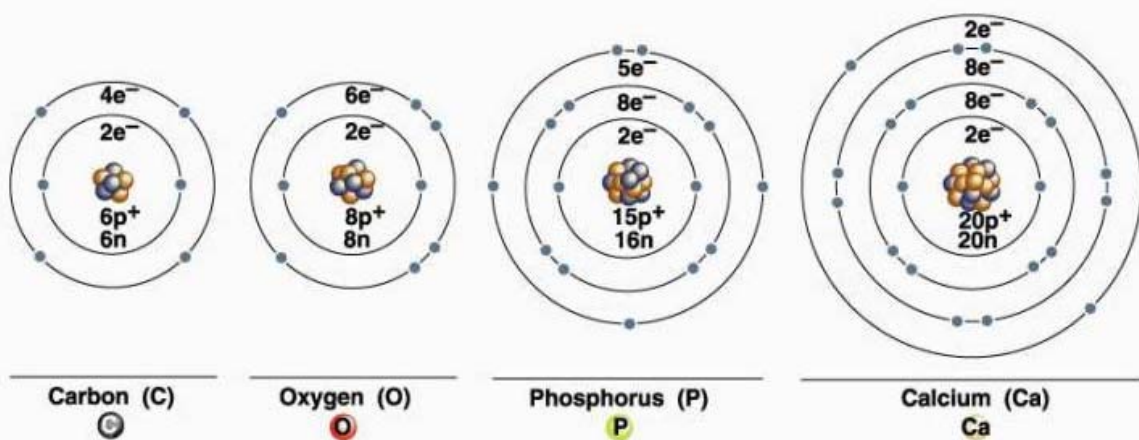 4e⁻
2e⁻
6p⁺
6n
Carbon (C)
C
6e⁻
2e⁻
8p⁺
8n
Oxygen (O)
O
5e⁻
8e⁻
2e⁻
15p⁺
16n
Phosphorus (P)
P
2e⁻
8e⁻
8e⁻
2e⁻
20p⁺
20n
Calcium (Ca)
Ca